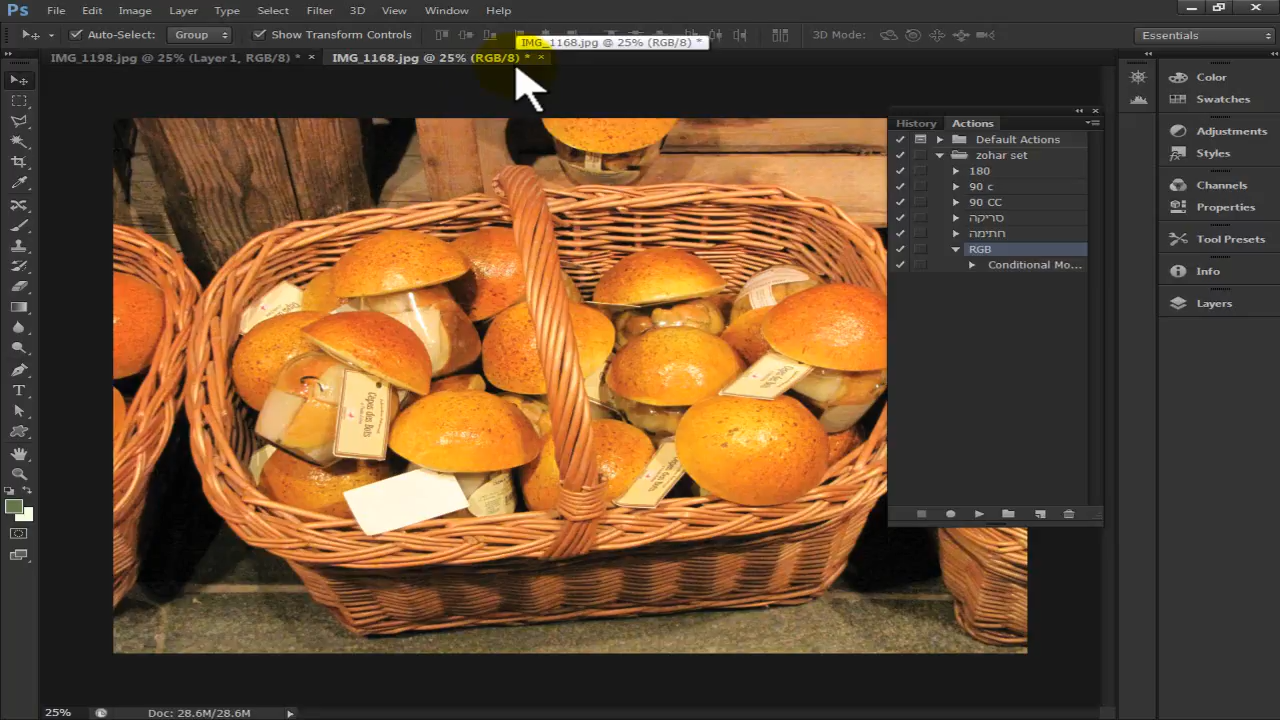 Ps File Edit Image Layer Type Select Filter 3D View Window Help
Auto-Select: Group Show Transform Controls 3D Mode: Essentials
IMG_1168.jpg @ 25% (RGB/8) *
IMG_1198.jpg @ 25% (Layer 1, RGB/8) * × IMG_1168.jpg @ 25% (RGB/8) * ×
History Actions
Default Actions
zohar set
180
90 c
90 CC
סריקה
חתימה
RGB
Conditional Mo...
Color
Swatches
Adjustments
Styles
Channels
Properties
Tool Presets
Info
Layers
25% Doc: 28.6M/28.6M